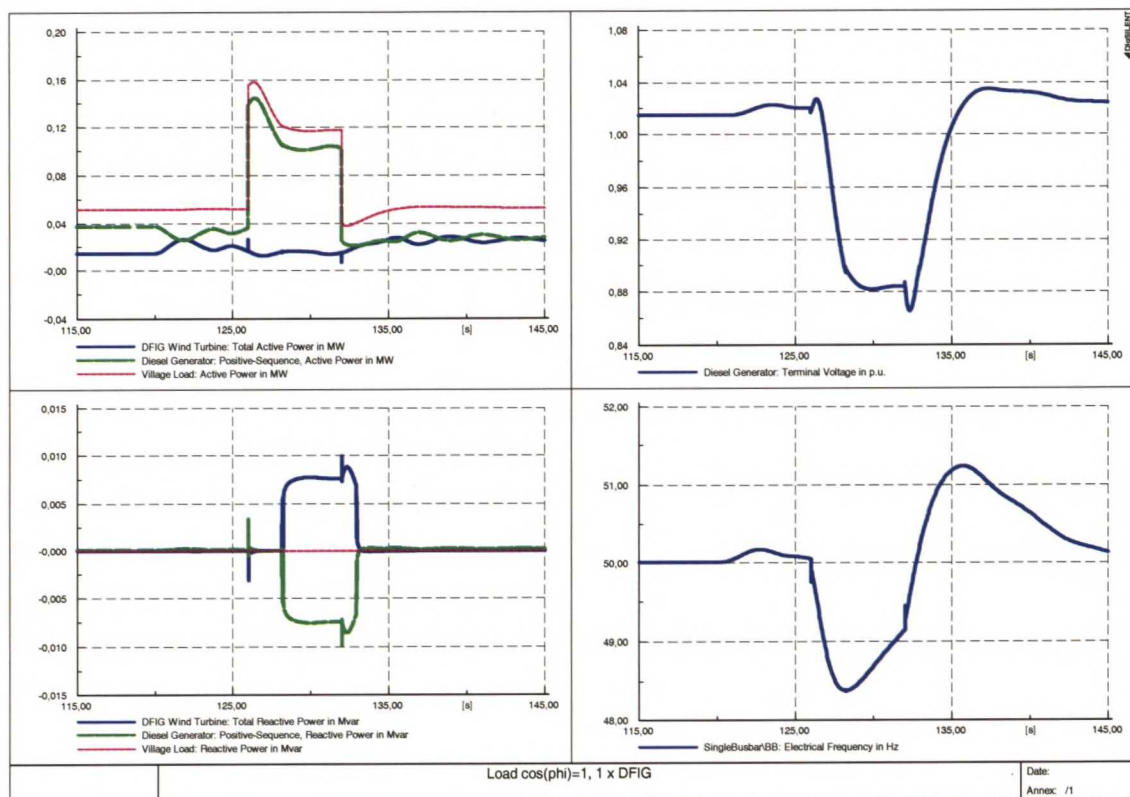 0,20
0,16
0,12
0,08
0,04
-0,00
-0,04
115,00 125,00 135,00 [s] 145,00
DFIG Wind Turbine: Total Active Power in MW
Diesel Generator: Positive-Sequence, Active Power in MW
Village Load: Active Power in MW
1,08
1,04
1,00
0,96
0,92
0,88
0,84
115,00 125,00 135,00 [s] 145,00
Diesel Generator: Terminal Voltage in p.u.
DIgSILENT
0,015
0,010
0,005
-0,000
-0,005
-0,010
-0,015
115,00 125,00 135,00 [s] 145,00
DFIG Wind Turbine: Total Reactive Power in Mvar
Diesel Generator: Positive-Sequence, Reactive Power in Mvar
Village Load: Reactive Power in Mvar
52,00
51,00
50,00
49,00
48,00
115,00 125,00 135,00 [s] 145,00
SingleBusbar\BB: Electrical Frequency in Hz
Load cos(phi)=1, 1 x DFIG
Date:
Annex: /1